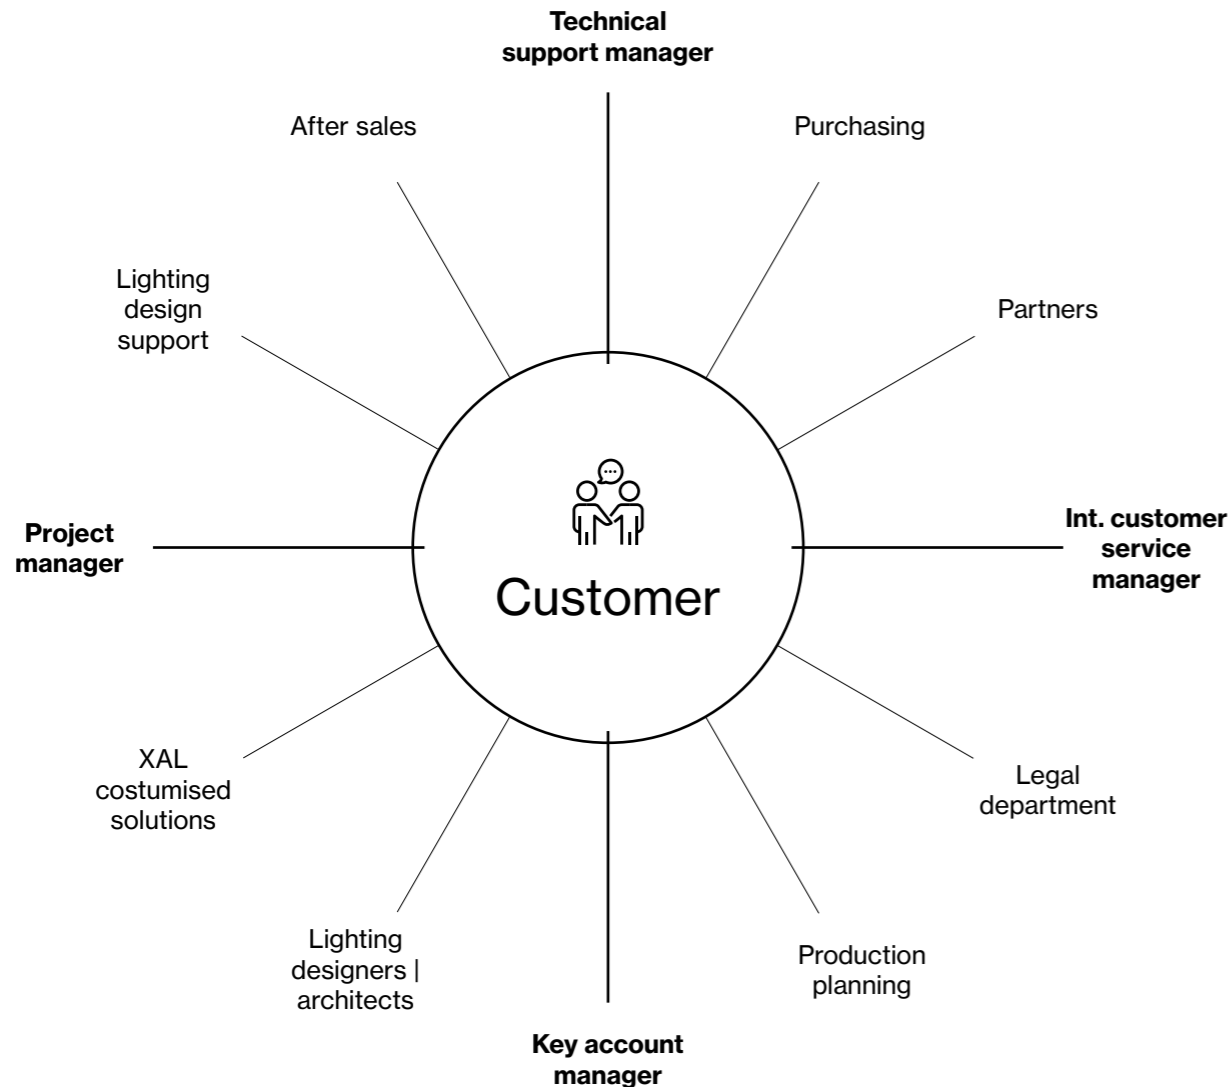 Technical
support manager
After sales
Purchasing
Lighting
design
support
Partners
Project
manager
Int. customer
service
manager
Customer
XAL
costumised
solutions
Legal
department
Lighting
designers |
architects
Production
planning
Key account
manager